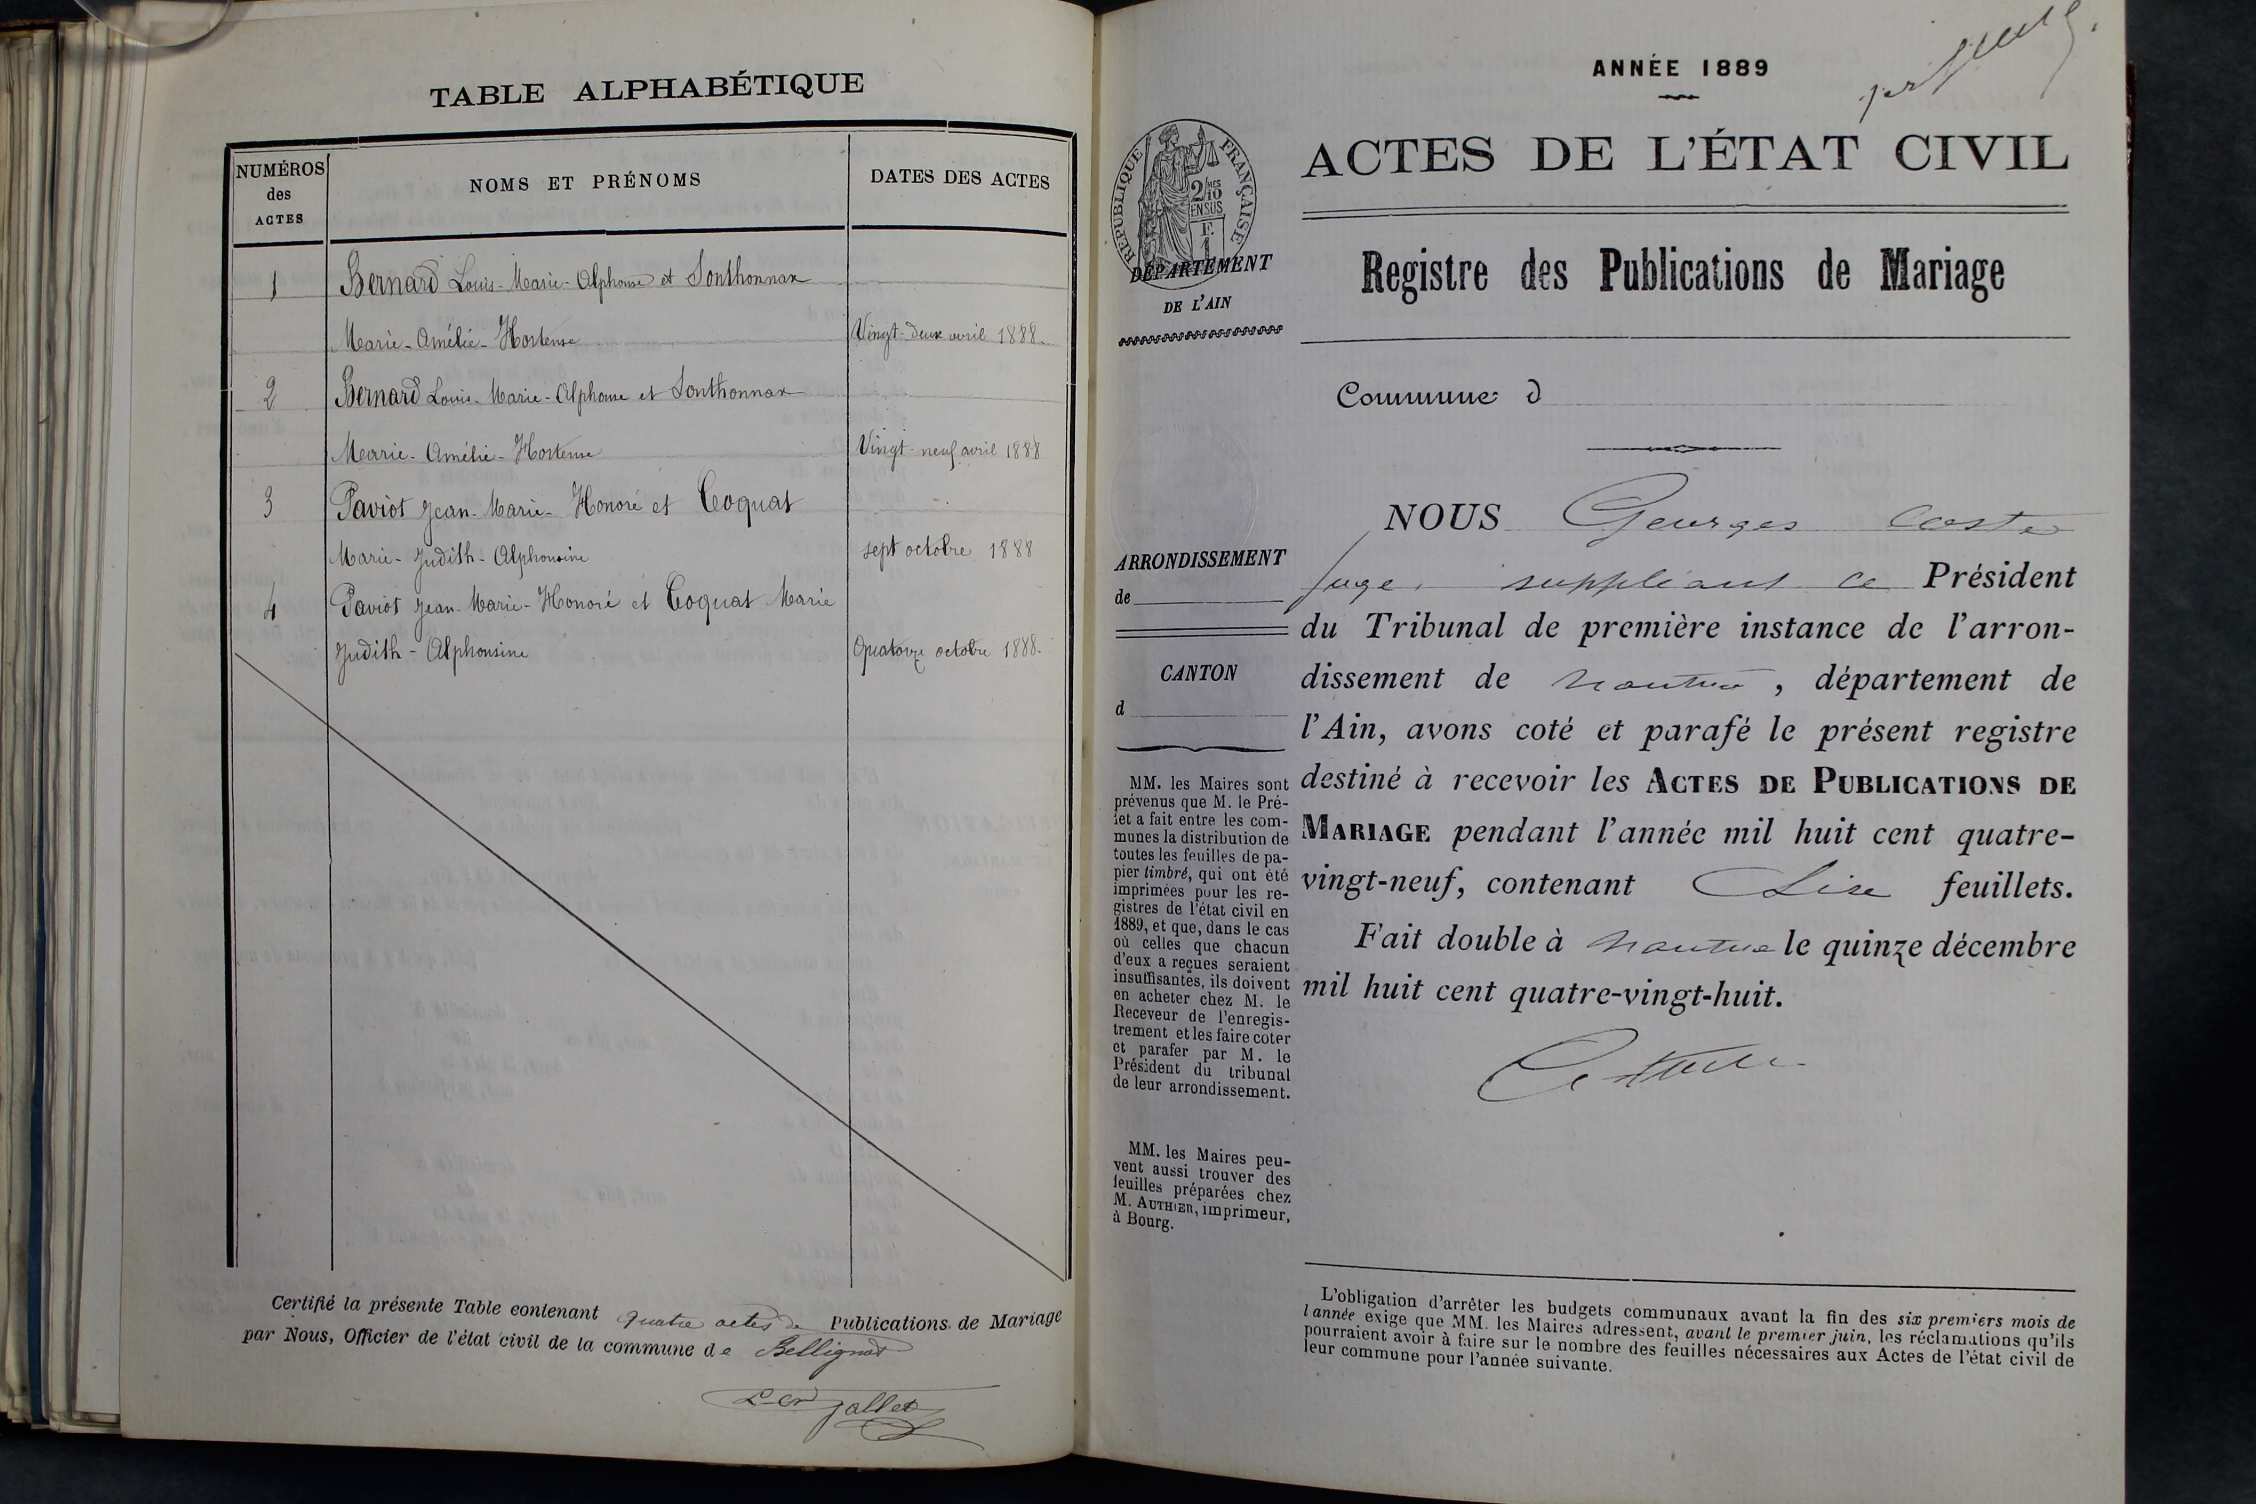 TABLE ALPHABÉTIQUE
NUMÉROS
des
ACTES
NOMS ET PRÉNOMS
DATES DES ACTES
1 Bernard Louis-Marie-Alphonse et Sonthonnax
Marie-Amélie-Hortense Vingt-deux avril 1888.
2 Bernard Louis-Marie-Alphonse et Sonthonnax
Marie-Amélie-Hortense Vingt-neuf avril 1888
3 Paviot Jean-Marie-Honoré et Coquat
Marie-Judith-Alphonsine sept octobre 1888
4 Paviot Jean-Marie-Honoré et Coquat Marie
Judith-Alphonsine Quatorze octobre 1888.
Certifié la présente Table contenant quatre actes de Publications de Mariage
par Nous, Officier de l'état civil de la commune de Bellignat
ANNÉE 1889
ACTES DE L'ÉTAT CIVIL
Registre des Publications de Mariage
RÉPUBLIQUE FRANÇAISE
2/10 MES
EN SUS
1 F.
DÉPARTEMENT
DE L'AIN
ARRONDISSEMENT
de
CANTON
d
MM. les Maires sont
prévenus que M. le Pré-
fet a fait entre les com-
munes la distribution de
toutes les feuilles de pa-
pier timbré, qui ont été
imprimées pour les re-
gistres de l'état civil en
1889, et que, dans le cas
où celles que chacun
d'eux a reçues seraient
insuffisantes, ils doivent
en acheter chez M. le
Receveur de l'enregis-
trement et les faire coter
et parafer par M. le
Président du tribunal
de leur arrondissement.
MM. les Maires peu-
vent aussi trouver des
feuilles préparées chez
M. AUTHIER, imprimeur,
à Bourg.
Commune d
NOUS Georges Coste
Juge suppléant ce Président
du Tribunal de première instance de l'arron-
dissement de Nantua, département de
l'Ain, avons coté et parafé le présent registre
destiné à recevoir les ACTES DE PUBLICATIONS DE
MARIAGE pendant l'année mil huit cent quatre-
vingt-neuf, contenant feuillets.
Fait double à Nantua le quinze décembre
mil huit cent quatre-vingt-huit.
L'obligation d'arrêter les budgets communaux avant la fin des six premiers mois de
l'année exige que MM. les Maires adressent, avant le premier juin, les réclamations qu'ils
pourraient avoir à faire sur le nombre des feuilles nécessaires aux Actes de l'état civil de
leur commune pour l'année suivante.